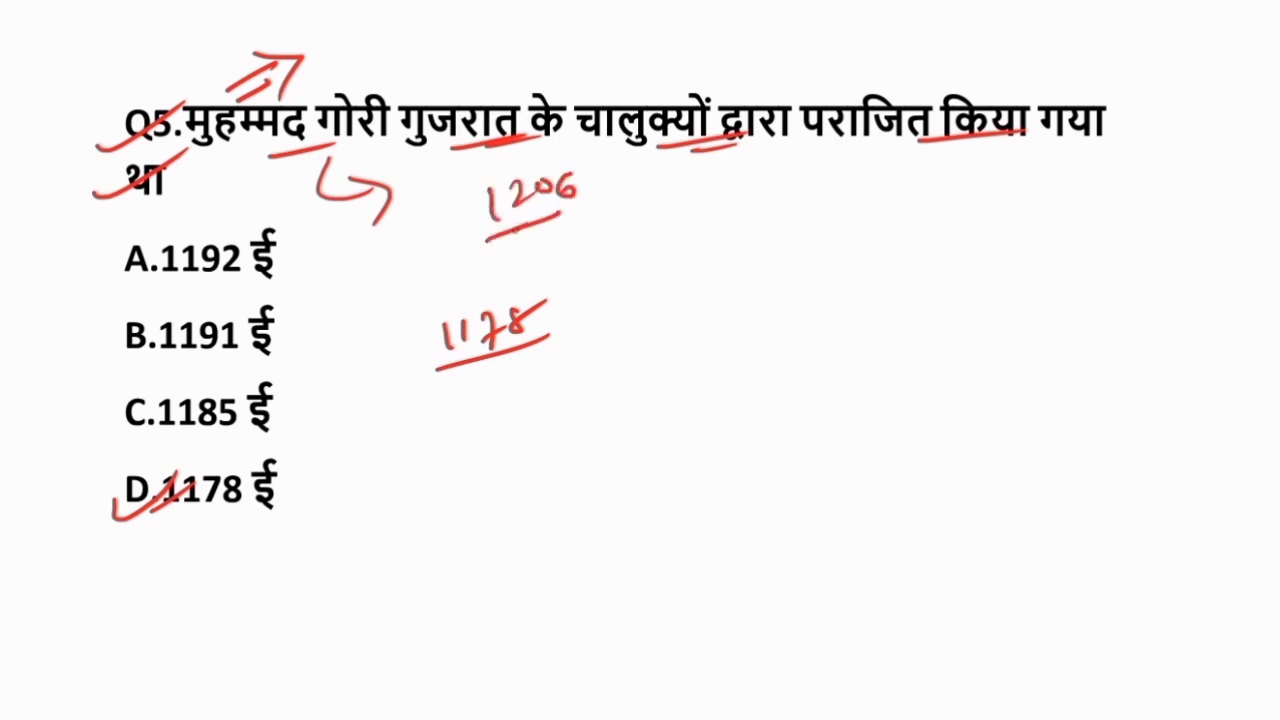 Q5.मुहम्मद गोरी गुजरात के चालुक्यों द्वारा पराजित किया गया
था
1206
A.1192 ई
B.1191 ई
1178
C.1185 ई
D.1178 ई